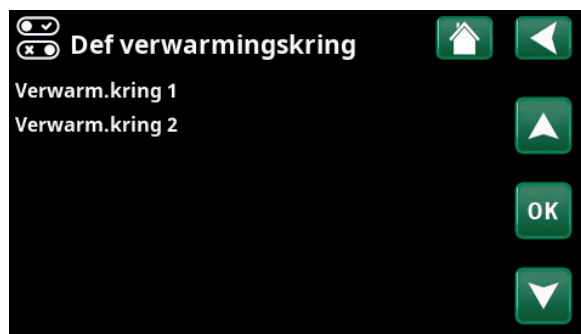 Def verwarmingskring
Verwarm.kring 1
Verwarm.kring 2
OK